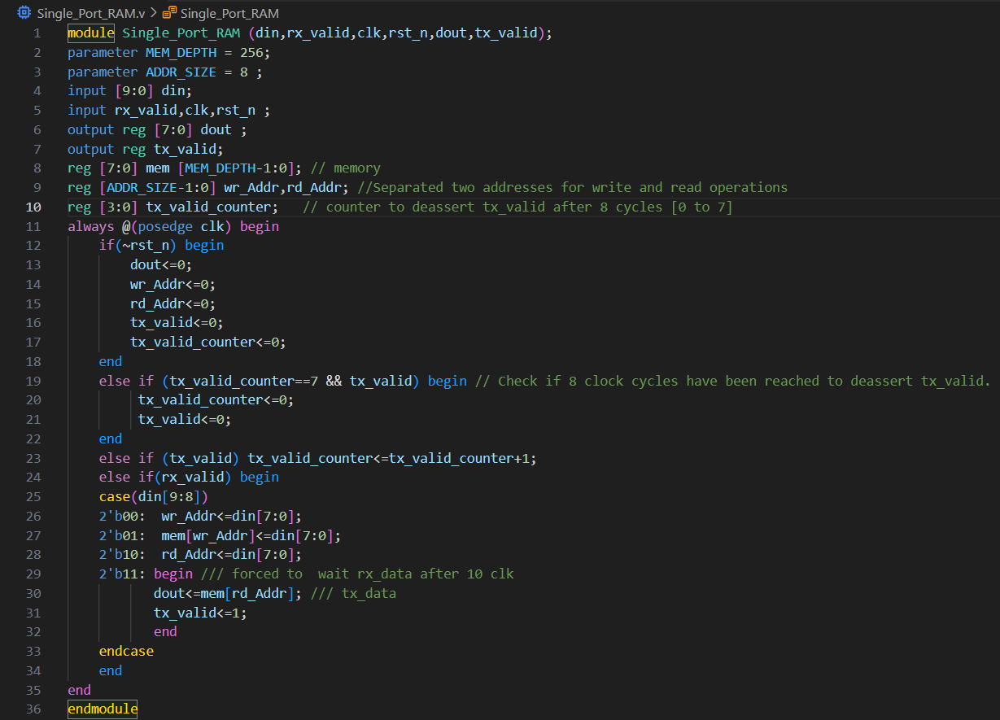 Single_Port_RAM.v > Single_Port_RAM
1 module Single_Port_RAM (din,rx_valid,clk,rst_n,dout,tx_valid);
2 parameter MEM_DEPTH = 256;
3 parameter ADDR_SIZE = 8 ;
4 input [9:0] din;
5 input rx_valid,clk,rst_n ;
6 output reg [7:0] dout ;
7 output reg tx_valid;
8 reg [7:0] mem [MEM_DEPTH-1:0]; // memory
9 reg [ADDR_SIZE-1:0] wr_Addr,rd_Addr; //Separated two addresses for write and read operations
10 reg [3:0] tx_valid_counter;   // counter to deassert tx_valid after 8 cycles [0 to 7]
11 always @(posedge clk) begin
12     if(~rst_n) begin
13         dout<=0;
14         wr_Addr<=0;
15         rd_Addr<=0;
16         tx_valid<=0;
17         tx_valid_counter<=0;
18     end
19     else if (tx_valid_counter==7 && tx_valid) begin // Check if 8 clock cycles have been reached to deassert tx_valid.
20          tx_valid_counter<=0;
21          tx_valid<=0;
22     end
23     else if (tx_valid) tx_valid_counter<=tx_valid_counter+1;
24     else if(rx_valid) begin
25     case(din[9:8])
26     2'b00:  wr_Addr<=din[7:0];
27     2'b01:  mem[wr_Addr]<=din[7:0];
28     2'b10:  rd_Addr<=din[7:0];
29     2'b11: begin /// forced to  wait rx_data after 10 clk
30            dout<=mem[rd_Addr]; /// tx_data
31            tx_valid<=1;
32            end
33     endcase
34     end
35 end
36 endmodule